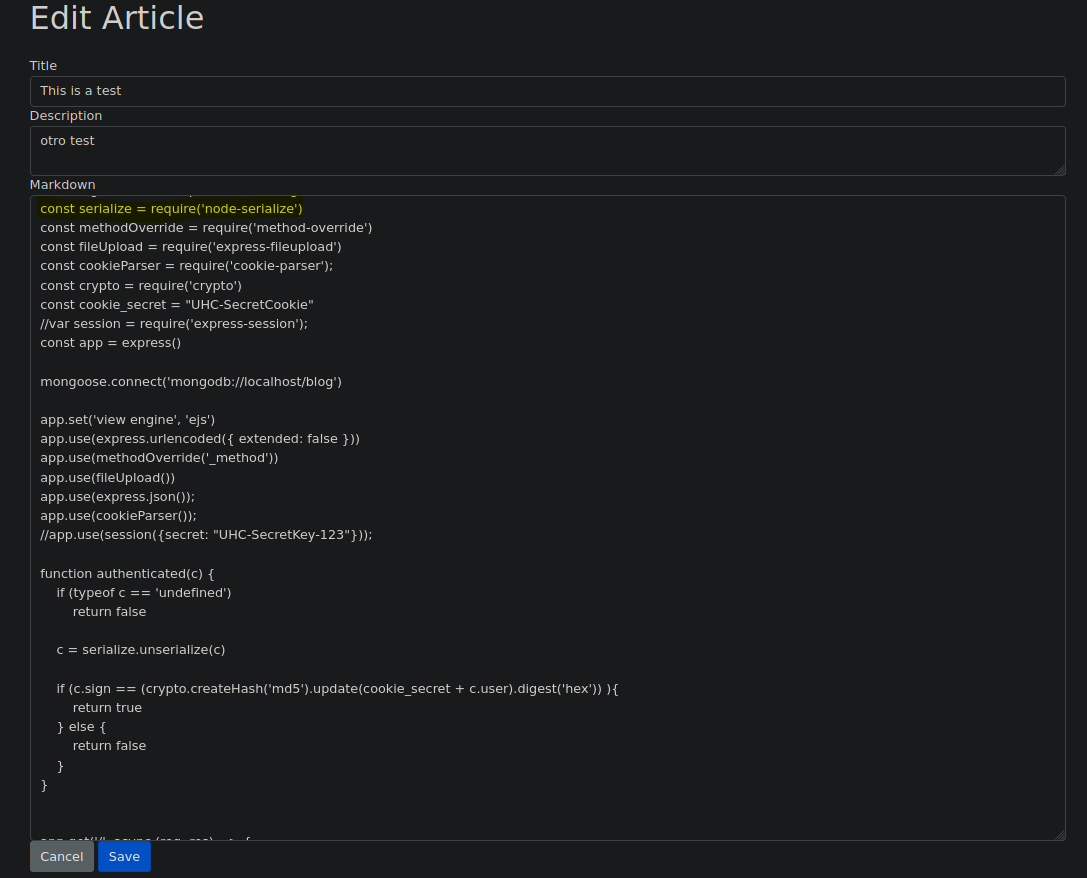 Edit Article
Title
This is a test
Description
otro test
Markdown
const serialize = require('node-serialize')
const methodOverride = require('method-override')
const fileUpload = require('express-fileupload')
const cookieParser = require('cookie-parser');
const crypto = require('crypto')
const cookie_secret = "UHC-SecretCookie"
//var session = require('express-session');
const app = express()
mongoose.connect('mongodb://localhost/blog')
app.set('view engine', 'ejs')
app.use(express.urlencoded({ extended: false }))
app.use(methodOverride('_method'))
app.use(fileUpload())
app.use(express.json());
app.use(cookieParser());
//app.use(session({secret: "UHC-SecretKey-123"}));
function authenticated(c) {
    if (typeof c == 'undefined')
        return false
    c = serialize.unserialize(c)
    if (c.sign == (crypto.createHash('md5').update(cookie_secret + c.user).digest('hex')) ){
        return true
    } else {
        return false
    }
}
Cancel Save